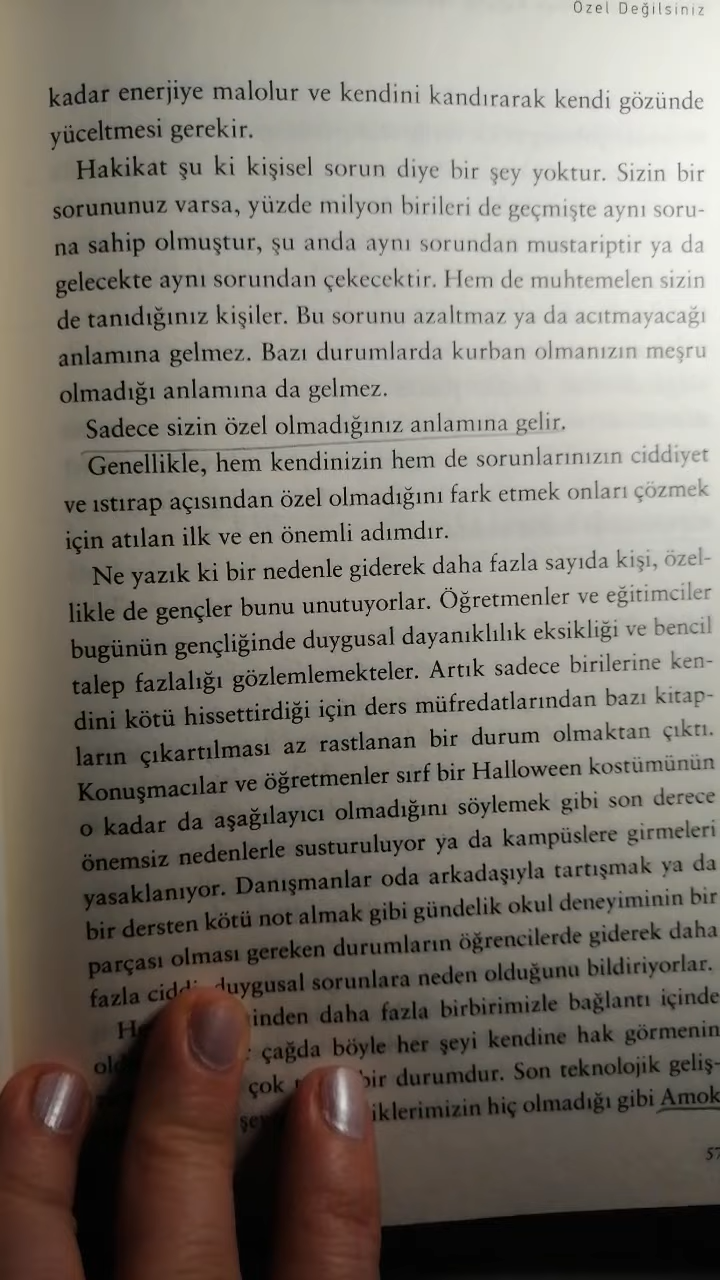 Özel Değilsiniz
kadar enerjiye malolur ve kendini kandırarak kendi gözünde
yüceltmesi gerekir.
Hakikat şu ki kişisel sorun diye bir şey yoktur. Sizin bir
sorununuz varsa, yüzde milyon birileri de geçmişte aynı soru-
na sahip olmuştur, şu anda aynı sorundan mustariptir ya da
gelecekte aynı sorundan çekecektir. Hem de muhtemelen sizin
de tanıdığınız kişiler. Bu sorunu azaltmaz ya da acıtmayacağı
anlamına gelmez. Bazı durumlarda kurban olmanızın meşru
olmadığı anlamına da gelmez.
Sadece sizin özel olmadığınız anlamına gelir.
Genellikle, hem kendinizin hem de sorunlarınızın ciddiyet
ve ıstırap açısından özel olmadığını fark etmek onları çözmek
için atılan ilk ve en önemli adımdır.
Ne yazık ki bir nedenle giderek daha fazla sayıda kişi, özel-
likle de gençler bunu unutuyorlar. Öğretmenler ve eğitimciler
bugünün gençliğinde duygusal dayanıklılık eksikliği ve bencil
talep fazlalığı gözlemlemekteler. Artık sadece birilerine ken-
dini kötü hissettirdiği için ders müfredatlarından bazı kitap-
ların çıkartılması az rastlanan bir durum olmaktan çıktı.
Konuşmacılar ve öğretmenler sırf bir Halloween kostümünün
o kadar da aşağılayıcı olmadığını söylemek gibi son derece
önemsiz nedenlerle susturuluyor ya da kampüslere girmeleri
yasaklanıyor. Danışmanlar oda arkadaşıyla tartışmak ya da
bir dersten kötü not almak gibi gündelik okul deneyiminin bir
parçası olması gereken durumların öğrencilerde giderek daha
fazla duygusal sorunlara neden olduğunu bildiriyorlar.
daha fazla birbirimizle bağlantı içinde
çağda böyle her şeyi kendine hak görmenin
çok bir durumdur. Son teknolojik geliş-
hiç olmadığı gibi Amok
57